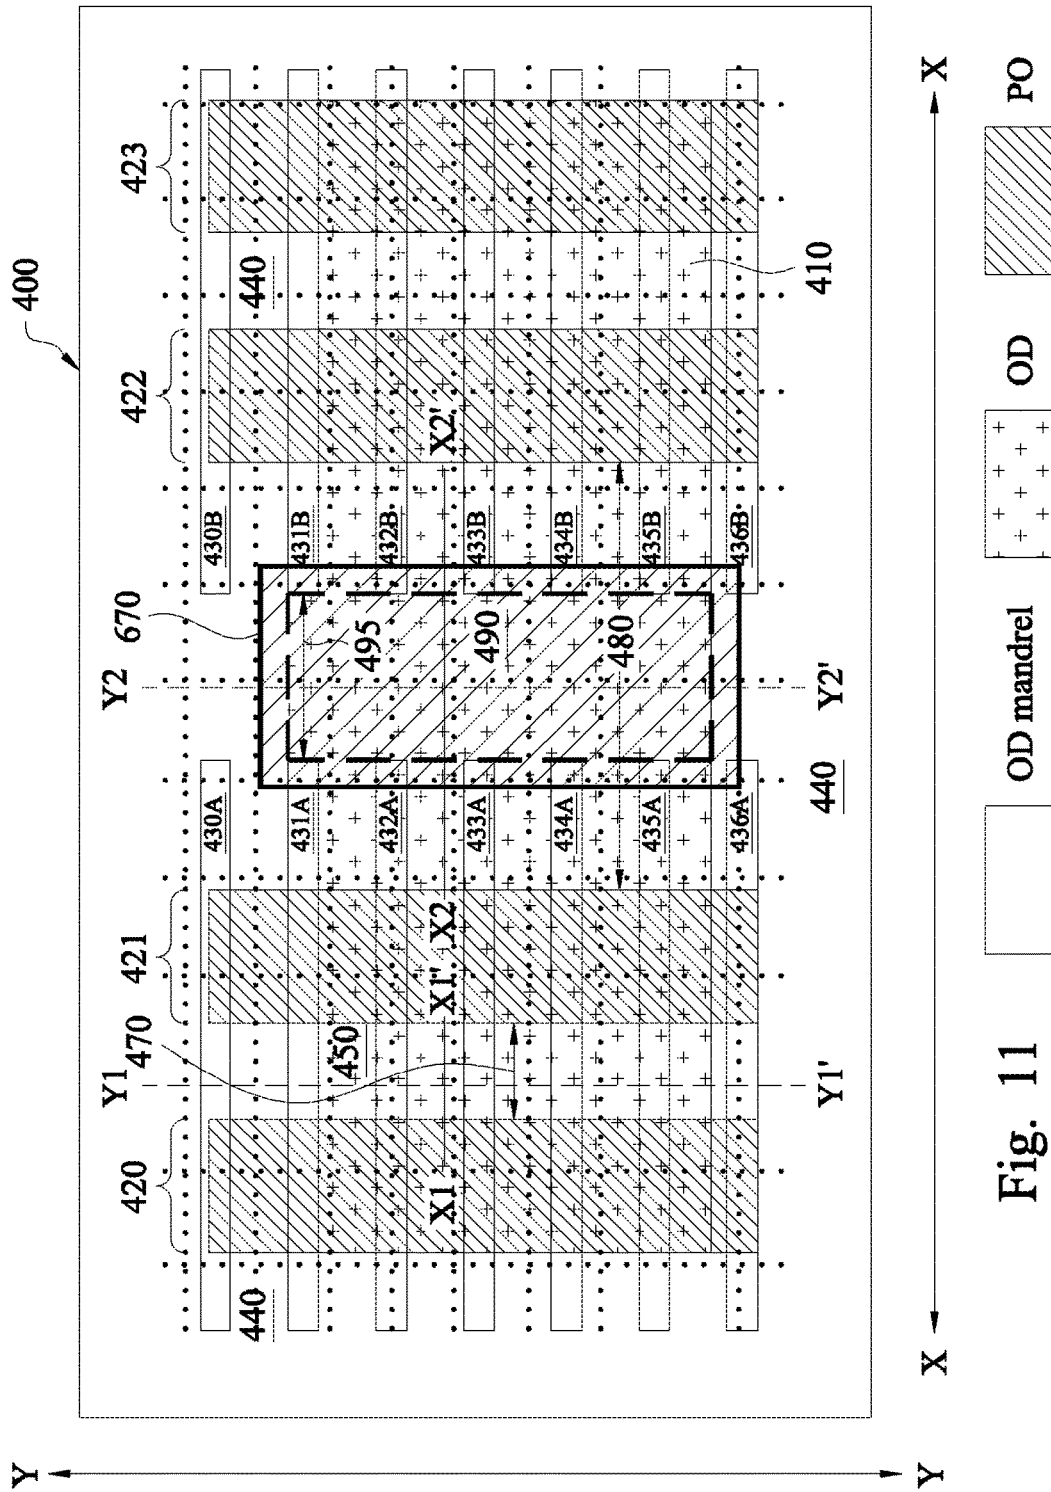 400
420
421
422
423
470
670
Y1
Y2
440
450
440
430A
430B
431A
431B
495
432A
432B
X1
X1'
X2
X2'
433A
433B
490
434A
434B
435A
435B
480
436A
436B
Y1'
Y2'
440
410
Y
Y
X
X
Fig. 11
OD mandrel
OD
PO